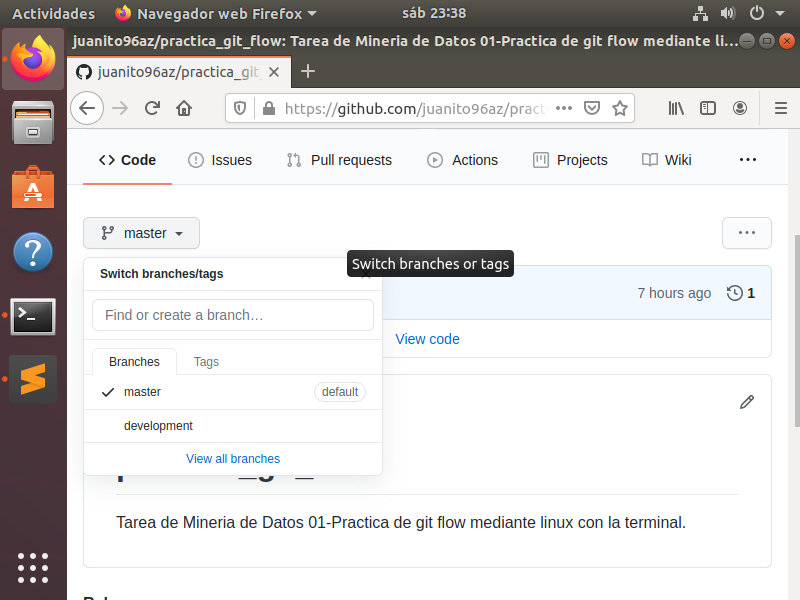 Actividades
Navegador web Firefox
sáb 23:38
juanito96az/practica_git_flow: Tarea de Mineria de Datos 01-Practica de git flow mediante li...
juanito96az/practica_git_
https://github.com/juanito96az/pract
Code
Issues
Pull requests
Actions
Projects
Wiki
master
Switch branches/tags
Switch branches or tags
Find or create a branch…
7 hours ago
1
View code
Branches
Tags
master
default
development
View all branches
Tarea de Mineria de Datos 01-Practica de git flow mediante linux con la terminal.